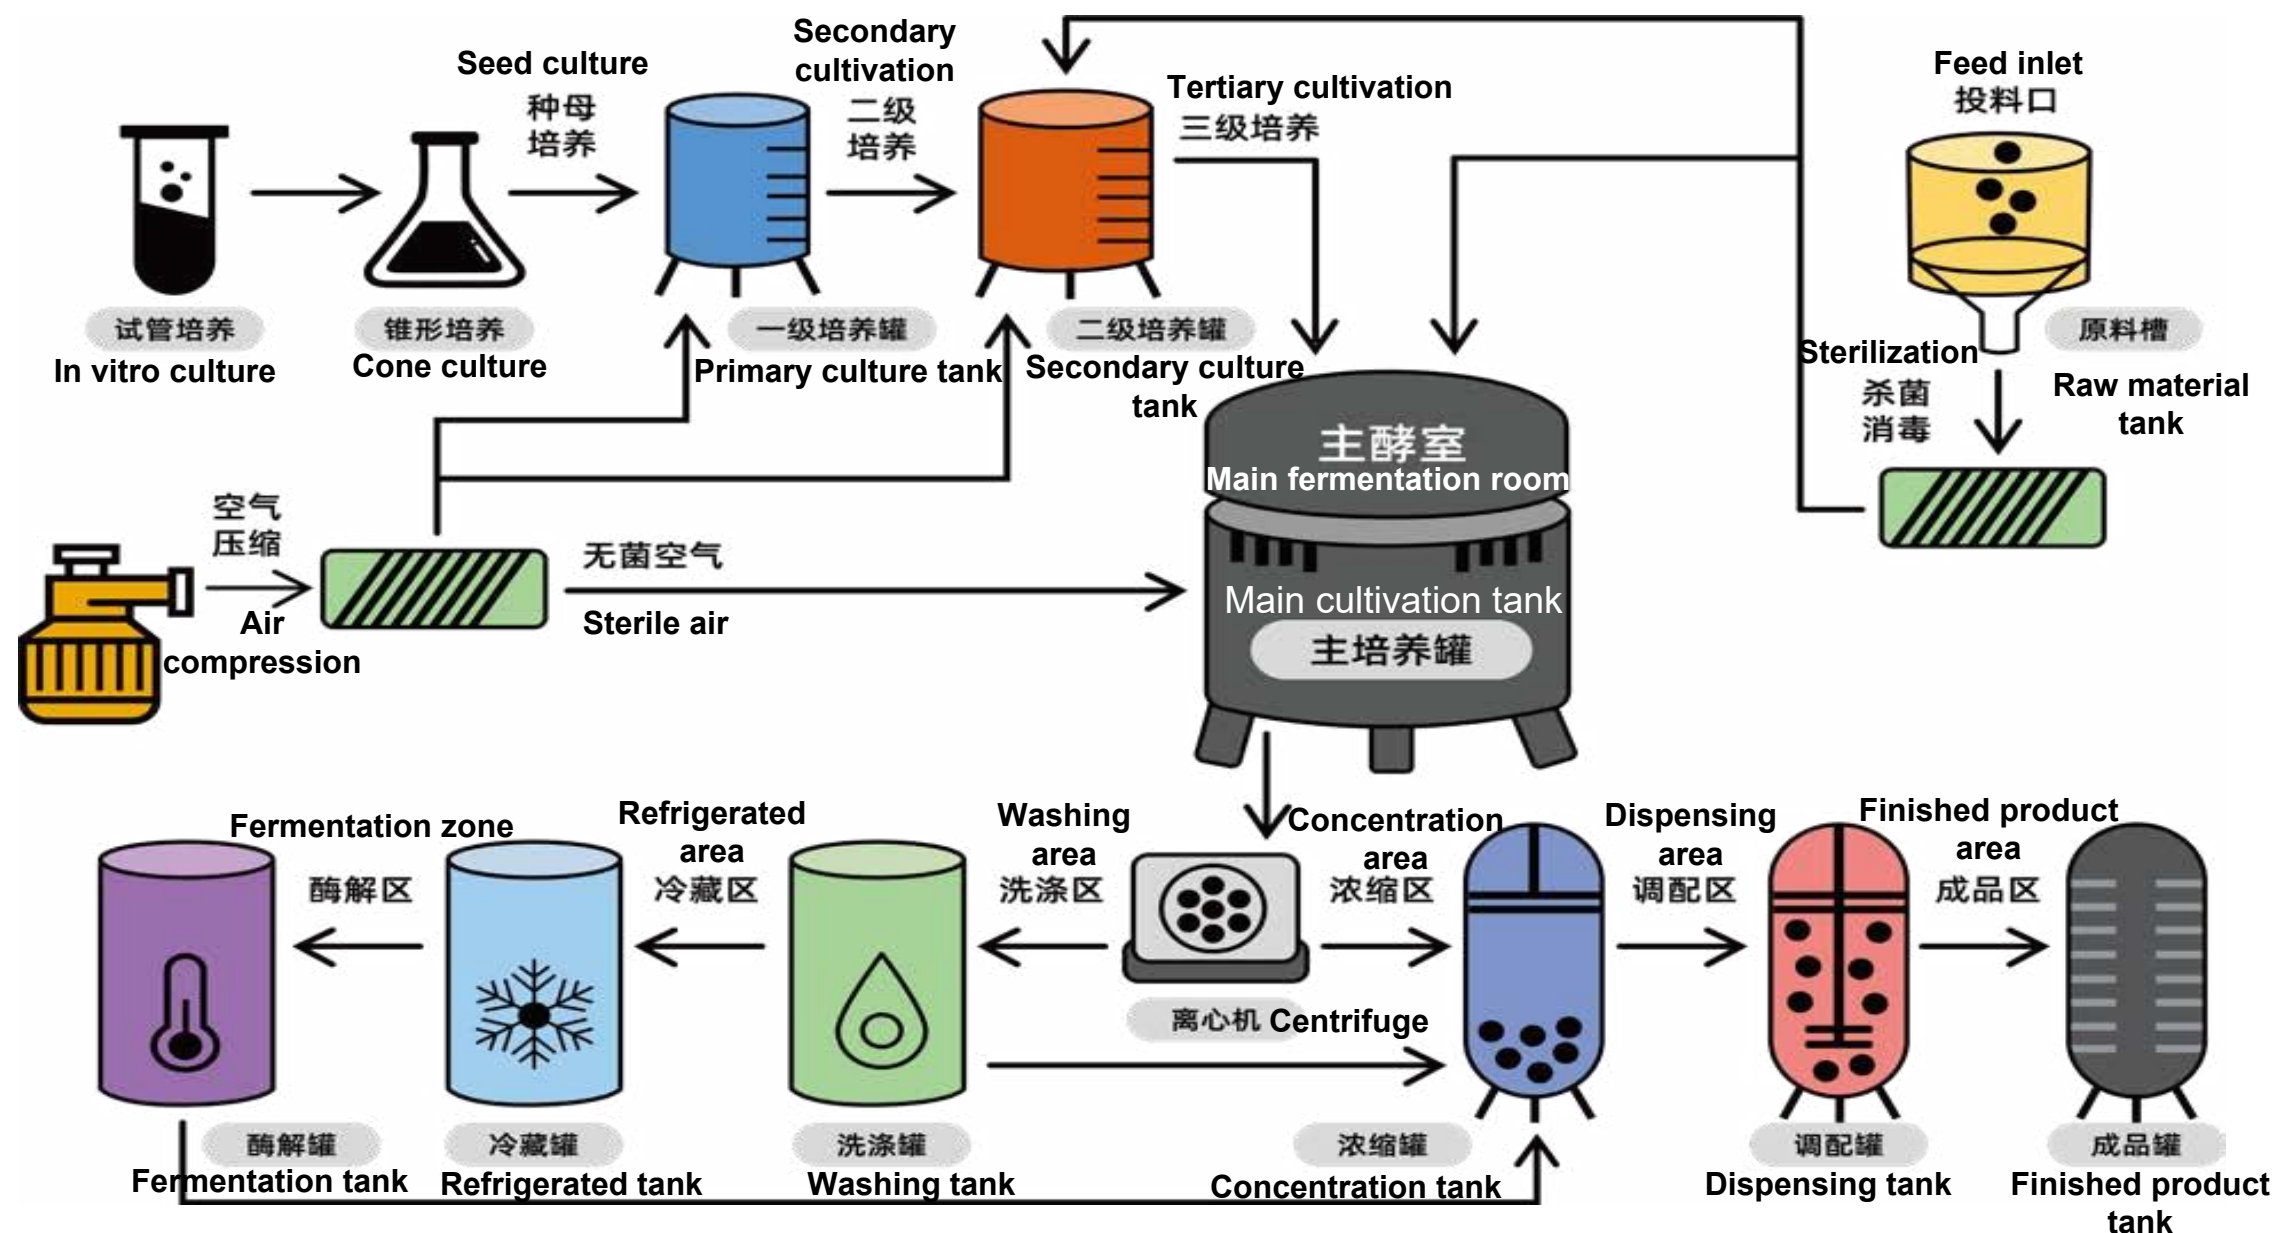 Seed culture
种母
培养
Secondary
cultivation
二级
培养
Tertiary cultivation
三级培养
Feed inlet
投料口
试管培养
In vitro culture
锥形培养
Cone culture
一级培养罐
Primary culture tank
二级培养罐
Secondary culture
tank
Sterilization
杀菌
消毒
原料槽
Raw material
tank
主酵室
Main fermentation room
Main cultivation tank
主培养罐
空气
压缩
Air
compression
无菌空气
Sterile air
Fermentation zone
酶解区
Refrigerated
area
冷藏区
Washing
area
洗涤区
Concentration
area
浓缩区
Dispensing
area
调配区
Finished product
area
成品区
离心机 Centrifuge
酶解罐
Fermentation tank
冷藏罐
Refrigerated tank
洗涤罐
Washing tank
浓缩罐
Concentration tank
调配罐
Dispensing tank
成品罐
Finished product
tank